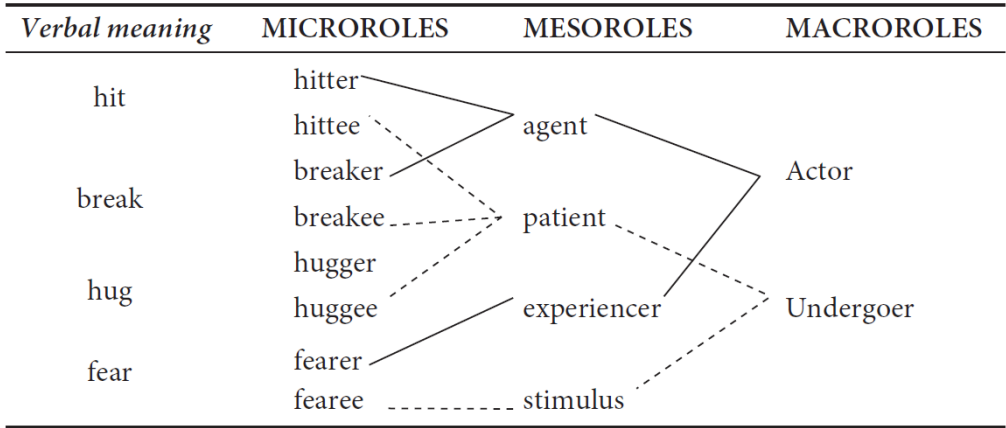 Verbal meaning MICROROLES MESOROLES MACROROLES
hitter
hit
hittee agent
breaker Actor
break
breakee patient
hugger
hug
huggee experiencer Undergoer
fearer
fear
fearee stimulus